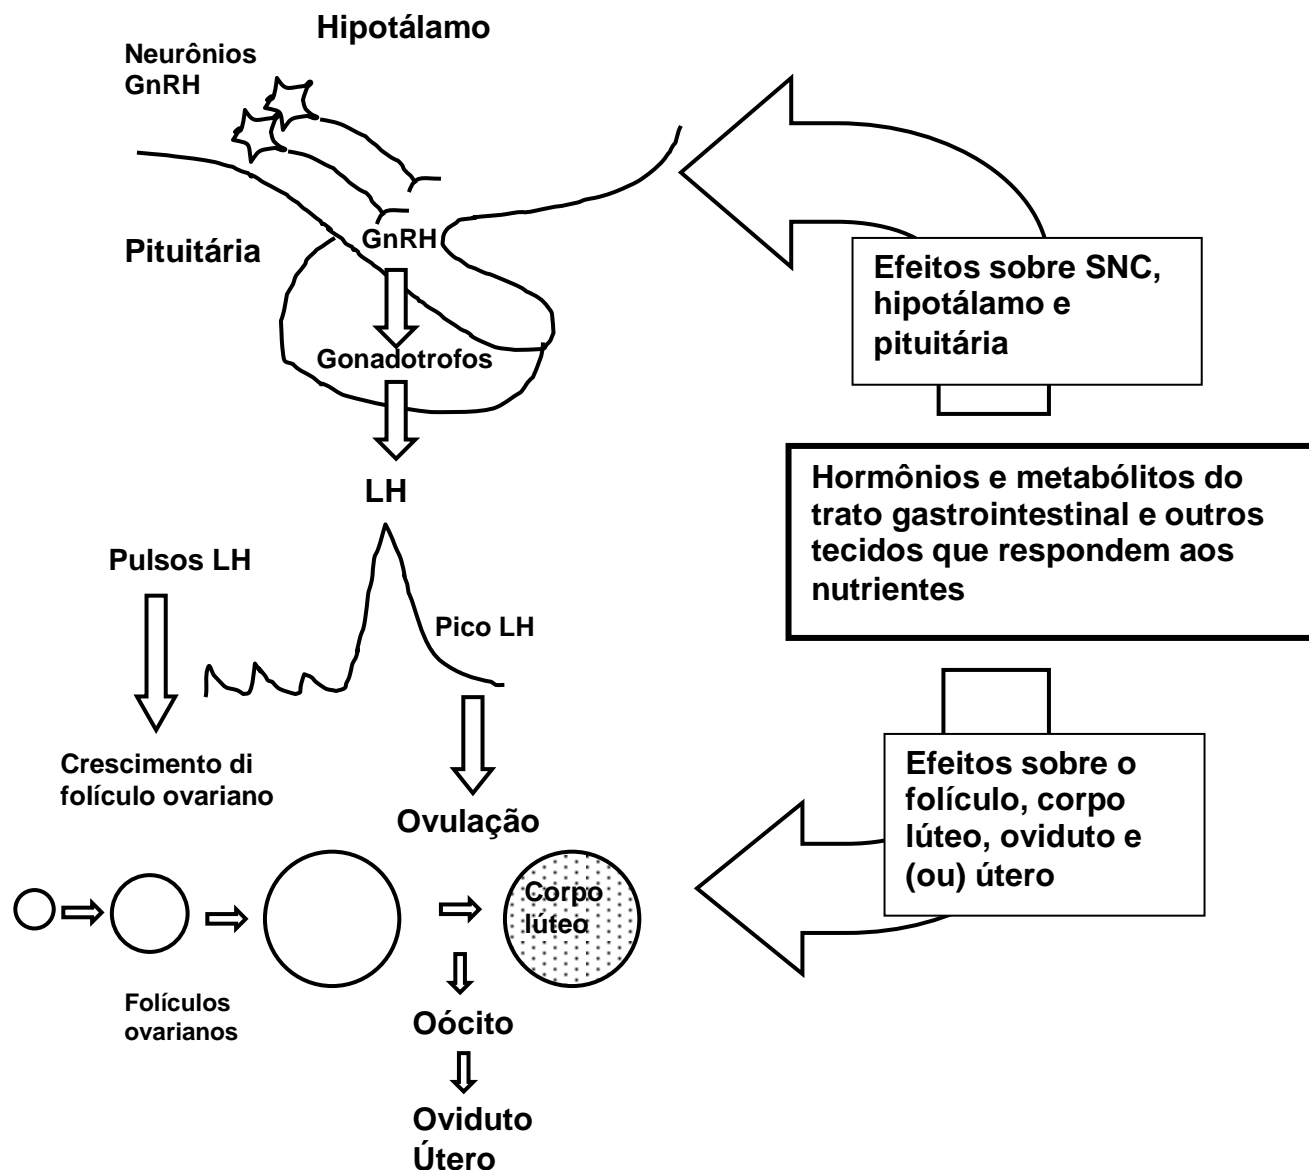 Hipotálamo
Neurônios
GnRH
Pituitária
GnRH
Gonadotrofos
LH
Pulsos LH
Pico LH
Crescimento di
folículo ovariano
Ovulação
Corpo
lúteo
Folículos
ovarianos
Oócito
Oviduto
Útero
Efeitos sobre SNC,
hipotálamo e
pituitária
Hormônios e metabólitos do
trato gastrointestinal e outros
tecidos que respondem aos
nutrientes
Efeitos sobre o
folículo, corpo
lúteo, oviduto e
(ou) útero